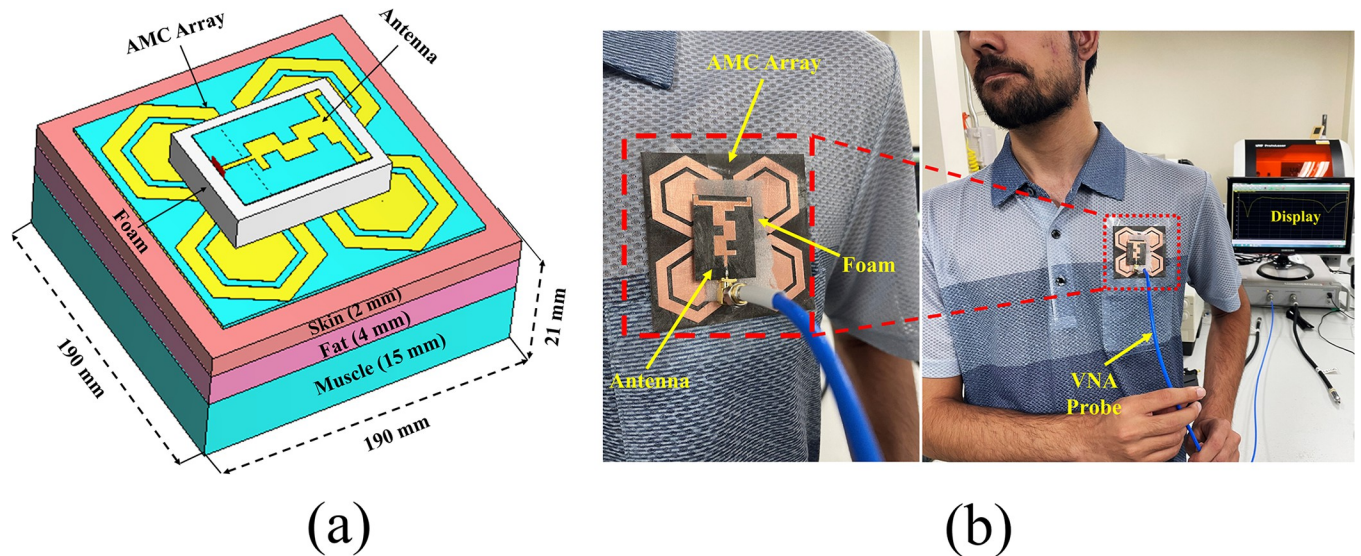 AMC Array
Antenna
Foam
Skin (2 mm)
Fat (4 mm)
Muscle (15 mm)
190 mm
190 mm
21 mm
(a)
AMC Array
Foam
Antenna
Display
VNA
Probe
(b)